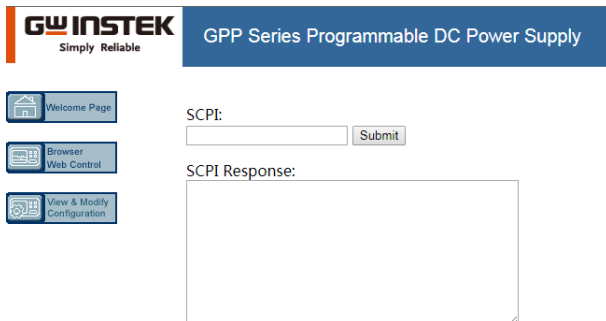 GW INSTEK
Simply Reliable
GPP Series Programmable DC Power Supply
Welcome Page
Browser
Web Control
View & Modify
Configuration
SCPI:
Submit
SCPI Response: